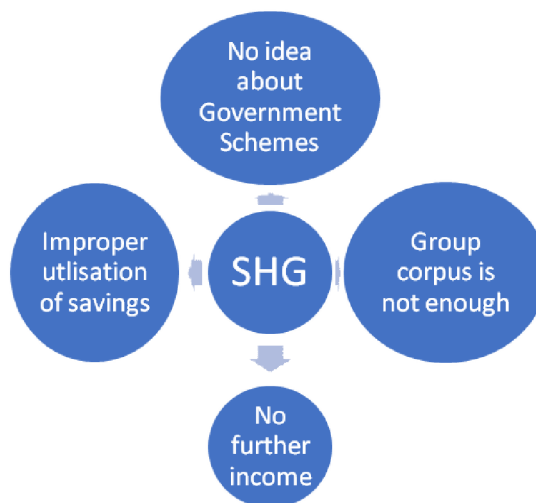 No idea
about
Government
Schemes
Improper
utlisation
of savings
SHG
Group
corpus is
not enough
No
further
income